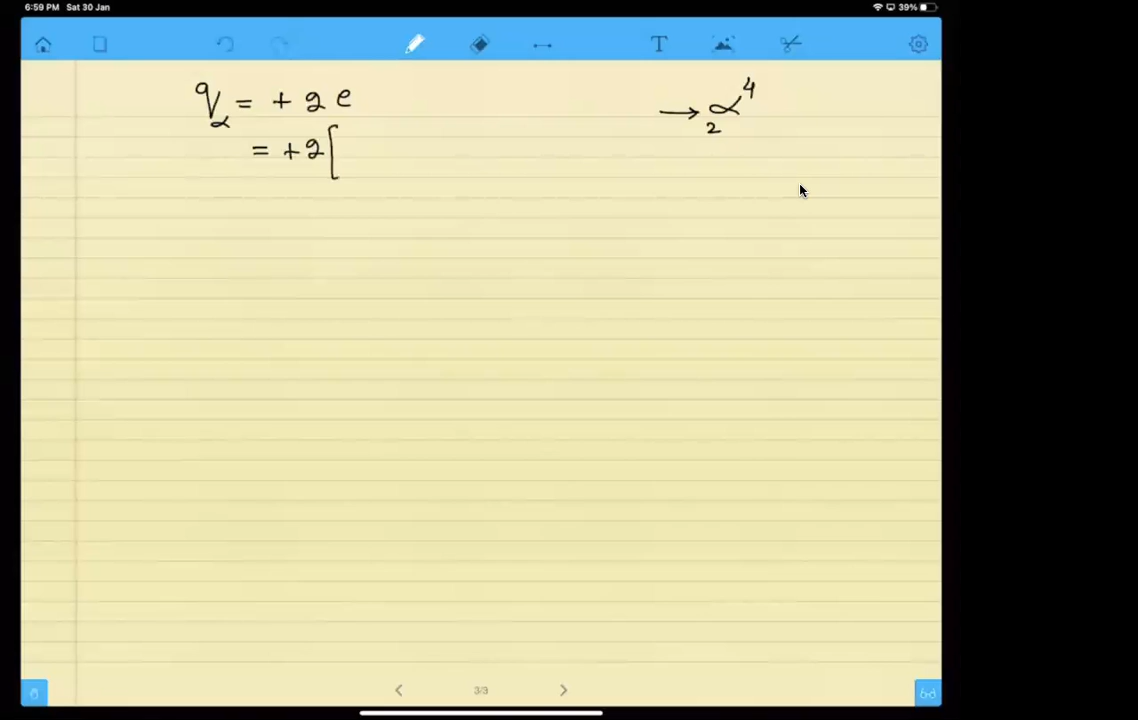 6:59 PM Sat 30 Jan 39%
T
q_α = + 2 e
→ ₂α⁴
= + 2 [
3/3